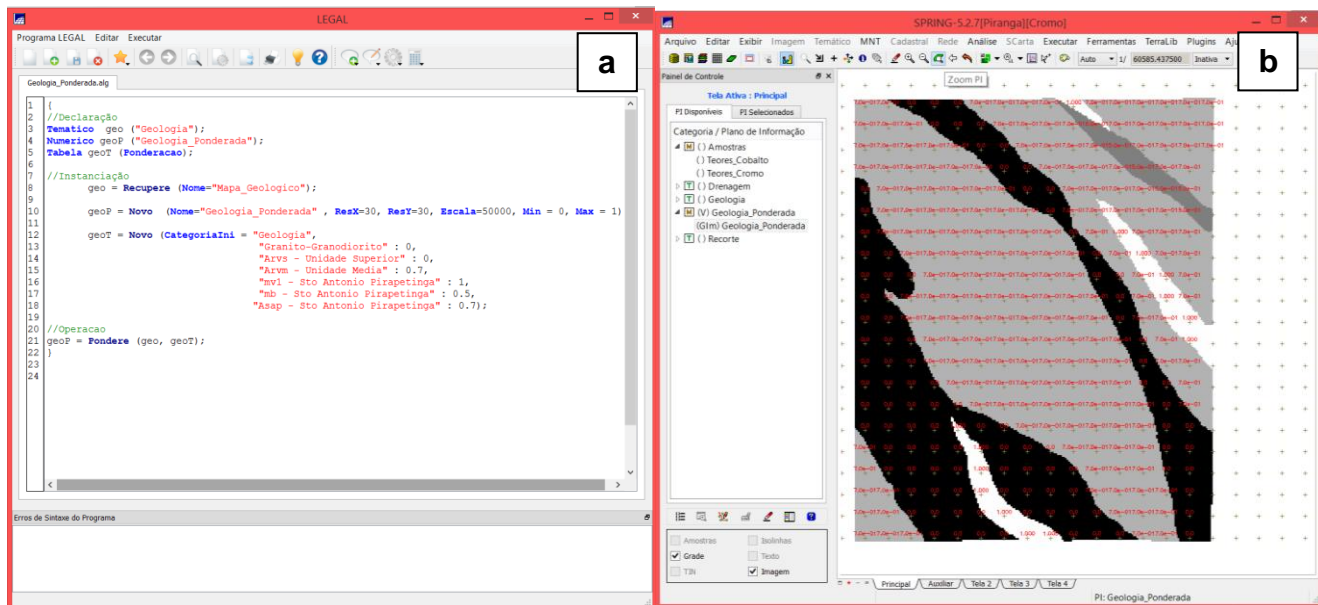 LEGAL
Programa LEGAL Editar Executar
a
Geologia_Ponderada.alg
1 {
2 //Declaração
3 Tematico geo ("Geologia");
4 Numerico geoP ("Geologia_Ponderada");
5 Tabela geoT (Ponderacao);
6
7 //Instanciação
8 geo = Recupere (Nome="Mapa_Geologico");
9
10 geoP = Novo (Nome="Geologia_Ponderada" , ResX=30, ResY=30, Escala=50000, Min = 0, Max = 1)
11
12 geoT = Novo (CategoriaIni = "Geologia",
13 "Granito-Granodiorito" : 0,
14 "Arvs - Unidade Superior" : 0,
15 "Arvm - Unidade Media" : 0.7,
16 "mv1 - Sto Antonio Pirapetinga" : 1,
17 "mb - Sto Antonio Pirapetinga" : 0.5,
18 "Asap - Sto Antonio Pirapetinga" : 0.7);
19
20 //Operacao
21 geoP = Pondere (geo, geoT);
22 }
23
24
Erros de Sintaxe do Programa
SPRING-5.2.7[Piranga][Cromo]
Arquivo Editar Exibir Imagem Temático MNT Cadastral Rede Análise SCarta Executar Ferramentas TerraLib Plugins Aj
b
Auto 1/ 60585.437500 Inativa
Painel de Controle
Zoom PI
Tela Ativa : Principal
PI Disponíveis PI Selecionados
Categoria / Plano de Informação
M ( ) Amostras
( ) Teores_Cobalto
( ) Teores_Cromo
T ( ) Drenagem
T ( ) Geologia
M (V) Geologia_Ponderada
(GIm) Geologia_Ponderada
T ( ) Recorte
Amostras Isolinhas
Grade Texto
TIN Imagem
Principal Auxiliar Tela 2 Tela 3 Tela 4
PI: Geologia_Ponderada